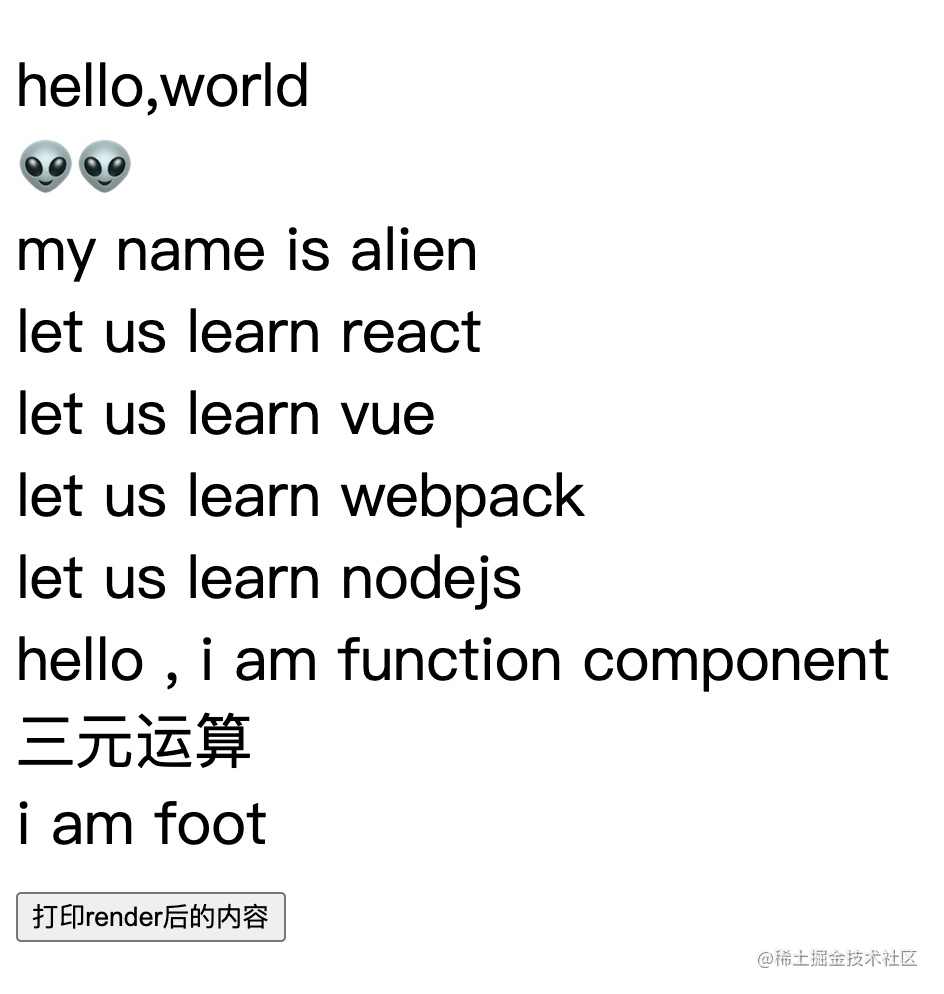 hello,world
👽👽
my name is alien
let us learn react
let us learn vue
let us learn webpack
let us learn nodejs
hello , i am function component
三元运算
i am foot
打印render后的内容
@稀土掘金技术社区